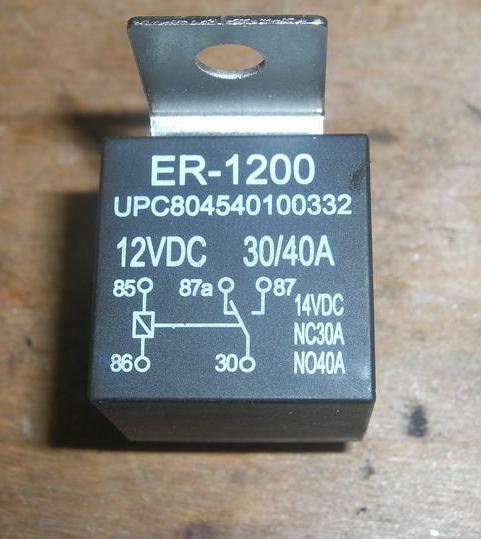 ER-1200
UPC804540100332
12VDC 30/40A
85 87a 87
14VDC
NC30A
86 30 NO40A